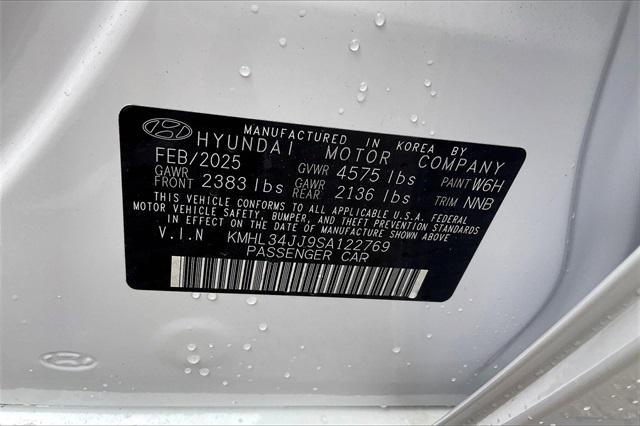 MANUFACTURED IN KOREA BY
HYUNDAI MOTOR COMPANY
FEB/2025 GVWR 4575 lbs PAINT W6H
GAWR FRONT 2383 lbs GAWR REAR 2136 lbs TRIM NNB
THIS VEHICLE CONFORMS TO ALL APPLICABLE U.S.A. FEDERAL
MOTOR VEHICLE SAFETY, BUMPER, AND THEFT PREVENTION STANDARDS
IN EFFECT ON THE DATE OF MANUFACTURE SHOWN ABOVE
V.I.N KMHL34JJ9SA122769
PASSENGER CAR